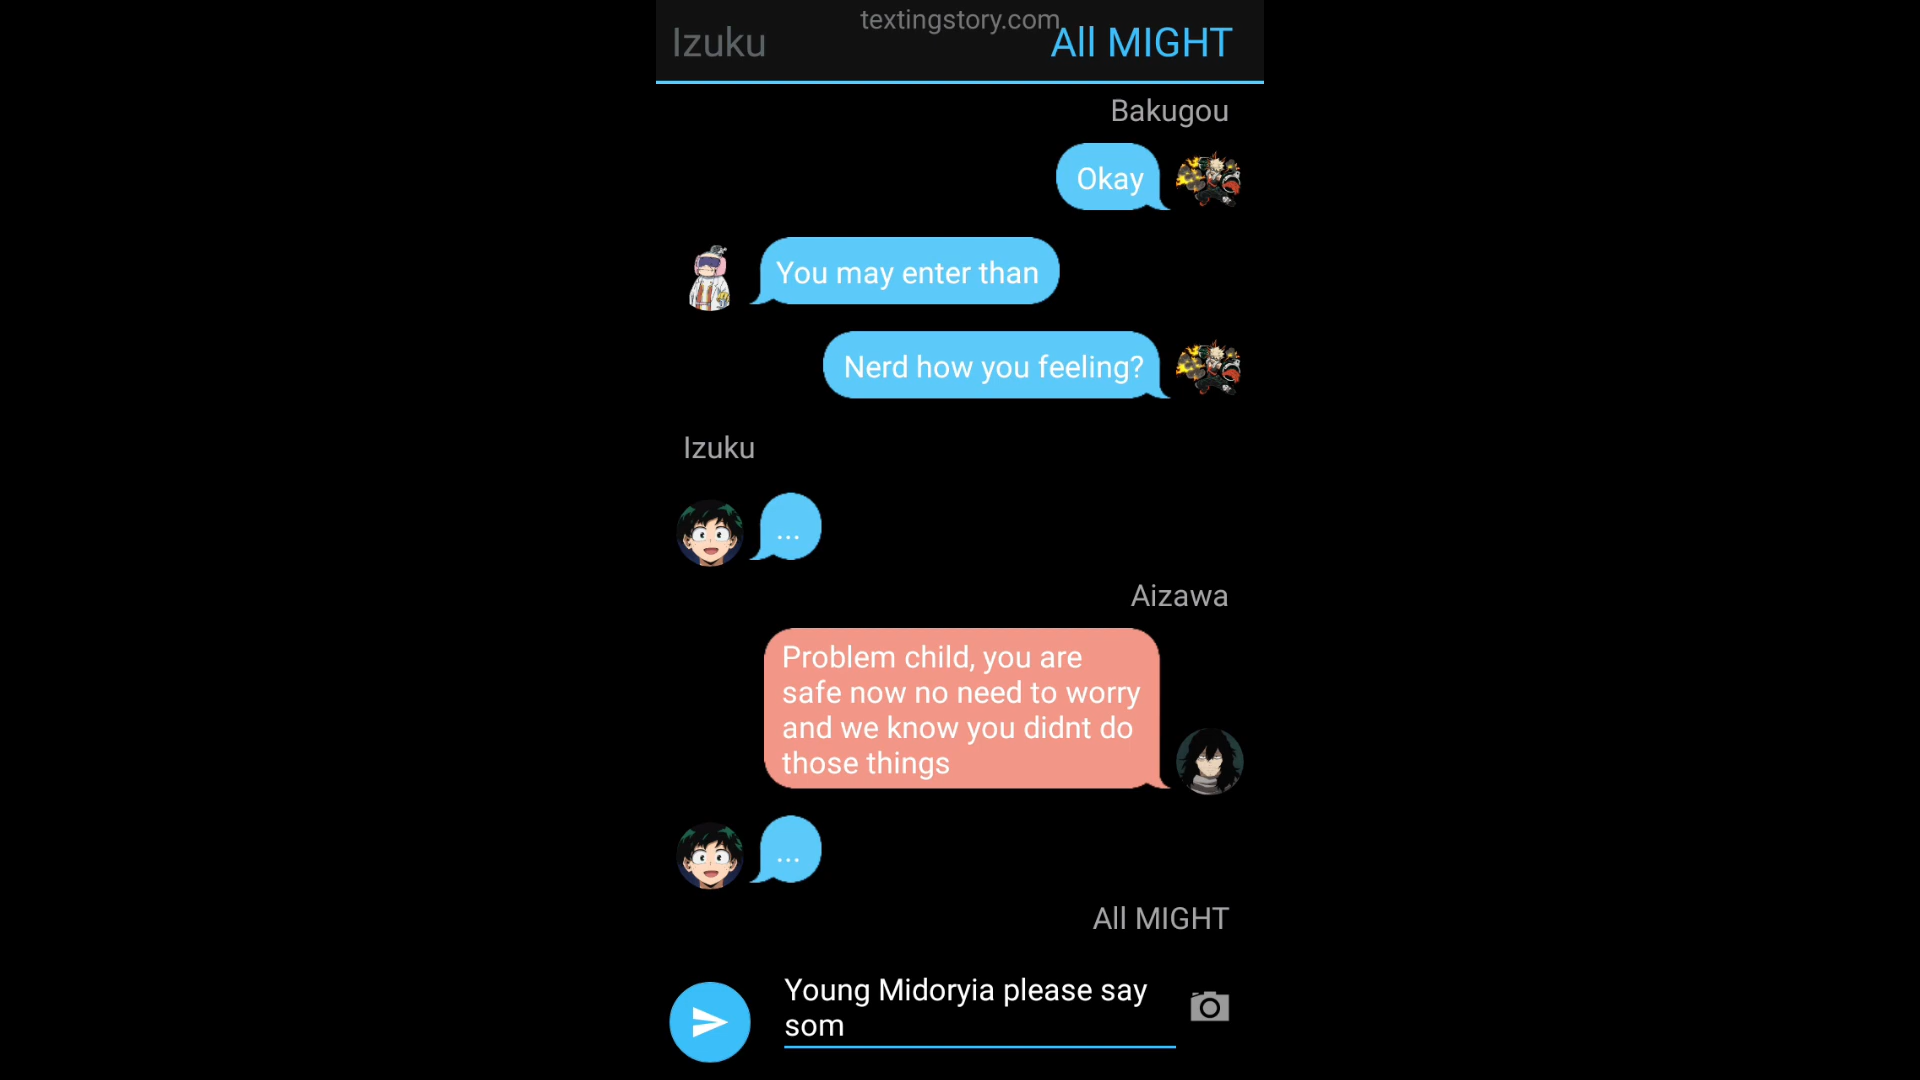 textingstory.com
Izuku
All MIGHT
Bakugou
Okay
You may enter than
Nerd how you feeling?
Izuku
...
Aizawa
Problem child, you are
safe now no need to worry
and we know you didnt do
those things
...
All MIGHT
Young Midoryia please say
som